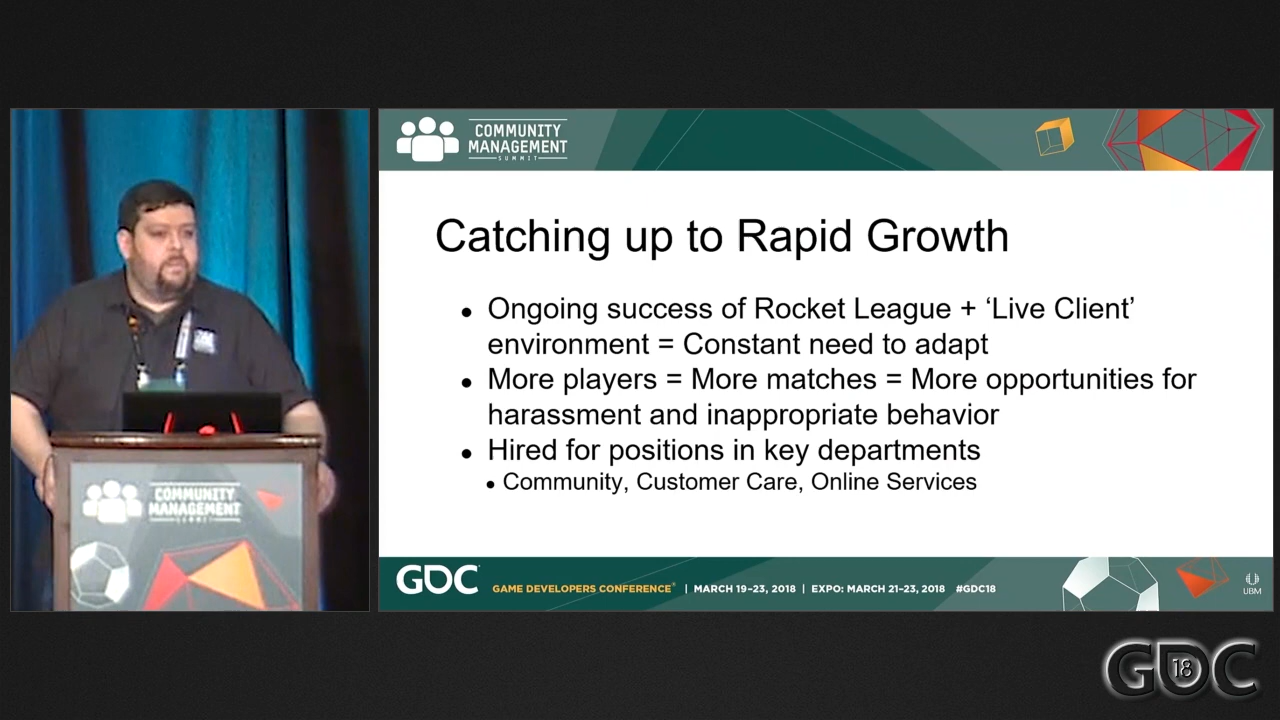 COMMUNITY
MANAGEMENT
SUMMIT
Catching up to Rapid Growth
• Ongoing success of Rocket League + ‘Live Client’
environment = Constant need to adapt
• More players = More matches = More opportunities for
harassment and inappropriate behavior
• Hired for positions in key departments
• Community, Customer Care, Online Services
COMMUNITY
MANAGEMENT
SUMMIT
GDC GAME DEVELOPERS CONFERENCE® | MARCH 19–23, 2018 | EXPO: MARCH 21–23, 2018 #GDC18
UBM
GDC
18